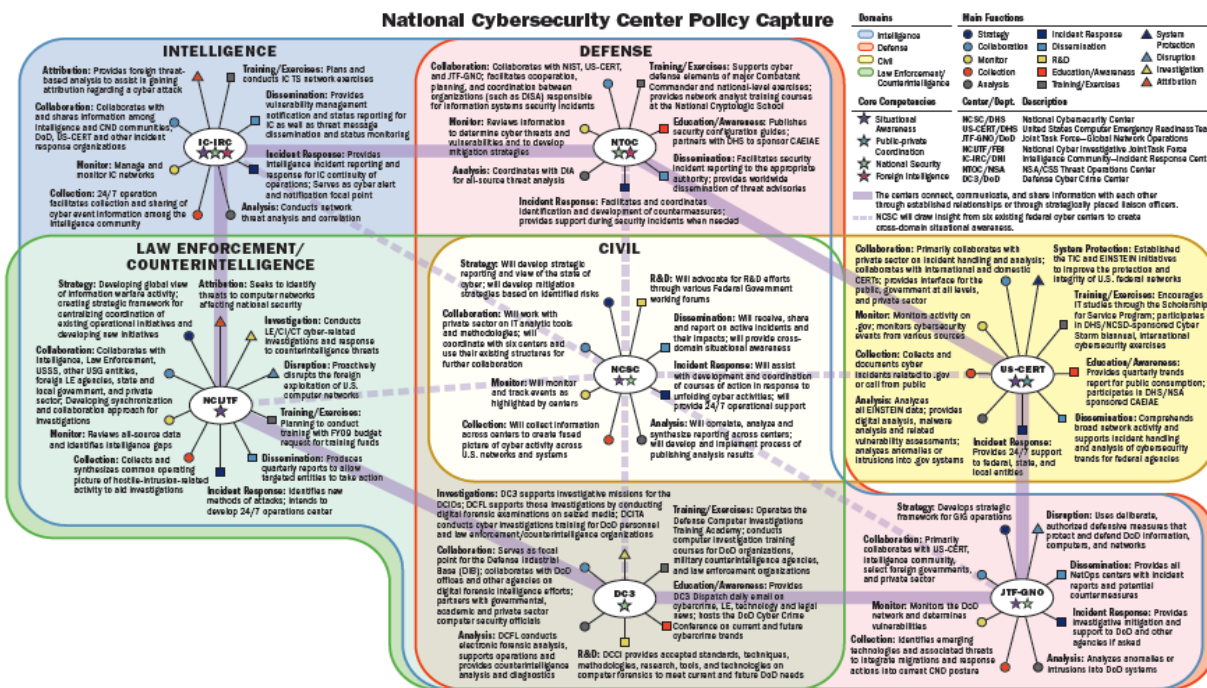 National Cybersecurity Center Policy Capture
Domains
Intelligence
Defense
Civil
Law Enforcement/
Counterintelligence
Main Functions
Strategy
Collaboration
Monitor
Collection
Analysis
Incident Response
Dissemination
R&D
Education/Awareness
Training/Exercises
System
Protection
Disruption
Investigation
Attribution
Core Competencies
Situational
Awareness
Public-private
Coordination
National Security
Foreign Intelligence
Center/Dept. Description
NCSC/DHS National Cybersecurity Center
US-CERT/DHS United States Computer Emergency Readiness Tea
JTF-GNO/DoD Joint Task Force—Global Network Operations
NCIJTF/FBI National Cyber Investigative Joint Task Force
IC-IRC/DNI Intelligence Community—Incident Response Cent
NTOC/NSA NSA/CSS Threat Operations Center
DC3/DoD Defense Cyber Crime Center
The centers connect, communicate, and share information with each other
through established relationships or through strategically placed liaison officers.
NCSC will draw insight from six existing federal cyber centers to create
cross-domain situational awareness.
INTELLIGENCE
Attribution: Provides foreign threat-
based analysis to assist in gaining
attribution regarding a cyber attack
Collaboration: Collaborates with
and shares information among
intelligence and CND communities;
DoD, US-CERT and other incident
response organizations
Monitor: Manage and
monitor IC networks
Collection: 24/7 operation
facilitates collection and sharing of
cyber event information among the
intelligence community
Training/Exercises: Plans and
conducts IC TS network exercises
Dissemination: Provides
vulnerability management
notification and status reporting for
IC as well as threat message
dissemination and status monitoring
Incident Response: Provides
intelligence incident reporting and
response for IC continuity of
operations; Serves as cyber alert
and notification focal point
Analysis: Conducts network
threat analysis and correlation
IC-IRC
DEFENSE
Collaboration: Collaborates with NIST, US-CERT,
and JTF-GNO; facilitates cooperation,
planning, and coordination between
organizations (such as DISA) responsible
for information systems security incidents
Monitor: Reviews information
to determine cyber threats and
vulnerabilities and to develop
mitigation strategies
Analysis: Coordinates with DIA
for all-source threat analysis
Incident Response: Facilitates and coordinates
identification and development of countermeasures;
provides support during security incidents when needed
Training/Exercises: Supports cyber
defense elements of major Combatant
Commander and national-level exercises;
provides network analyst training courses
at the National Cryptologic School
Education/Awareness: Publishes
security configuration guides;
partners with DHS to sponsor CAEIAE
Dissemination: Facilitates security
incident reporting to the appropriate
authority; provides worldwide
dissemination of threat advisories
NTOC
LAW ENFORCEMENT/
COUNTERINTELLIGENCE
Strategy: Developing global view
of information warfare activity;
creating strategic framework for
centralizing coordination of
existing operational initiatives and
developing new initiatives
Collaboration: Collaborates with
Intelligence, Law Enforcement,
USSS, other USG entities,
foreign LE agencies, state and
local government, and private
sector; Developing synchronization
and collaboration approach for
investigations
Monitor: Reviews all-source data
and identifies intelligence gaps
Collection: Collects and
synthesizes common operating
picture of hostile-intrusion-related
activity to aid investigations
Attribution: Seeks to identify
threats to computer networks
affecting national security
Investigation: Conducts
LE/CI/CT cyber-related
investigations and response
to counterintelligence threats
Disruption: Proactively
disrupts the foreign
exploitation of U.S.
computer networks
Training/Exercises:
Planning to conduct
training with FY09 budget
request for training funds
Dissemination: Produces
quarterly reports to allow
targeted entities to take action
Incident Response: Identifies new
methods of attacks; intends to
develop 24/7 operations center
NCIJTF
CIVIL
Strategy: Will develop strategic
reporting and view of the state of
cyber; will develop mitigation
strategies based on identified risks
Collaboration: Will work with
private sector on IT analytic tools
and methodologies; will
coordinate with six centers and
use their existing structures for
further collaboration
Monitor: Will monitor
and track events as
highlighted by centers
Collection: Will collect information
across centers to create fused
picture of cyber activity across
U.S. networks and systems
R&D: Will advocate for R&D efforts
through various Federal Government
working forums
Dissemination: Will receive, share
and report on active incidents and
their impacts; will provide cross-
domain situational awareness
Incident Response: Will assist
with development and coordination
of courses of action in response to
unfolding cyber activities; will
provide 24/7 operational support
Analysis: Will correlate, analyze and
synthesize reporting across centers;
will develop and implement process of
publishing analysis results
NCSC
Collaboration: Primarily collaborates with
private sector on incident handling and analysis;
collaborates with international and domestic
CERTs; provides interface for the
public, government at all levels, and
private sector
Monitor: Monitors activity on
.gov; monitors cybersecurity
events from various sources
Collection: Collects and
documents cyber
incidents related to .gov
or call from public
Analysis: Analyzes
all EINSTEIN data; provides
digital analysis, malware
analysis and related
vulnerability assessments;
analyzes anomalies or
intrusions into .gov systems
Incident Response:
Provides 24/7 support
to federal, state, and
local entities
System Protection: Established
the TIC and EINSTEIN initiatives
to improve the protection and
integrity of U.S. federal networks
Training/Exercises: Encourages
IT studies through the Scholarship
for Service Program; participates
in DHS/NCSD-sponsored Cyber
Storm biannual, international
cybersecurity exercises
Education/Awareness:
Provides quarterly trends
report for public consumption;
participates in DHS/NSA
sponsored CAEIAE
Dissemination: Comprehends
broad network activity and
supports incident handling
and analysis of cybersecurity
trends for federal agencies
US-CERT
Investigations: DC3 supports investigative missions for the
DCIOs; DCFL supports those investigations by conducting
digital forensic examinations on seized media; DCITA
conducts cyber investigations training for DoD personnel
and law enforcement/counterintelligence organizations
Collaboration: Serves as focal
point for the Defense Industrial
Base (DIB); collaborates with DoD
offices and other agencies on
digital forensic intelligence efforts;
partners with governmental,
academic and private sector
computer security officials
Analysis: DCFL conducts
electronic forensic analysis,
supports operations and
provides counterintelligence
analysis and diagnostics
Training/Exercises: Operates the
Defense Computer Investigations
Training Academy; conducts
computer investigation training
courses for DoD organizations,
military counterintelligence agencies,
and law enforcement organizations
Education/Awareness: Provides
DC3 Dispatch daily email on
cybercrime, LE, technology and legal
news; hosts the DoD Cyber Crime
Conference on current and future
cybercrime trends
R&D: DCCI provides accepted standards, techniques,
methodologies, research, tools, and technologies on
computer forensics to meet current and future DoD needs
DC3
Strategy: Develops strategic
framework for GIG operations
Collaboration: Primarily
collaborates with US-CERT,
intelligence community,
select foreign governments,
and private sector
Monitor: Monitors the DoD
network and determines
vulnerabilities
Collection: Identifies emerging
technologies and associated threats
to integrate migrations and response
actions into current CND posture
Disruption: Uses deliberate,
authorized defensive measures that
protect and defend DoD information,
computers, and networks
Dissemination: Provides all
NetOps centers with incident
reports and potential
countermeasures
Incident Response: Provides
investigative mitigation and
support to DoD and other
agencies if asked
Analysis: Analyzes anomalies or
intrusions into DoD systems
JTF-GNO